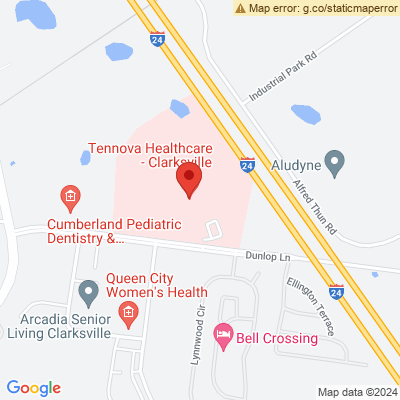 Map error: g.co/staticmaperror
24
Industrial Park Rd
Tennova Healthcare
- Clarksville
24
Aludyne
Alfred Thun Rd
Cumberland Pediatric
Dentistry &...
Dunlop Ln
Queen City
Women's Health
Ellington Terrace
24
Arcadia Senior
Living Clarksville
Lynnwood Cir
Bell Crossing
24
Google
Map data ©2024